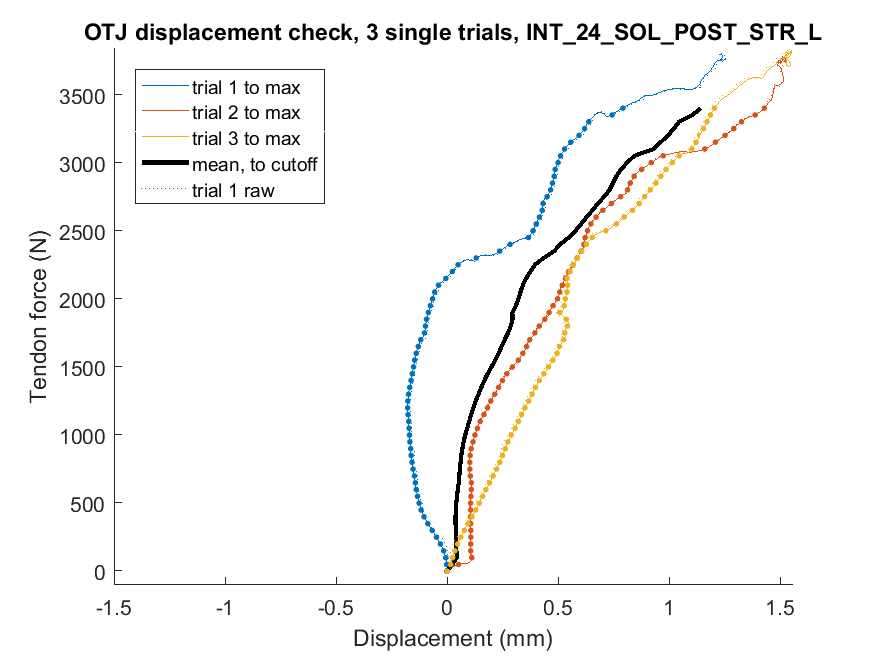 OTJ displacement check, 3 single trials, INT_24_SOL_POST_STR_L
trial 1 to max
trial 2 to max
trial 3 to max
mean, to cutoff
trial 1 raw
Tendon force (N)
3500
3000
2500
2000
1500
1000
500
0
-1.5 -1 -0.5 0 0.5 1 1.5
Displacement (mm)